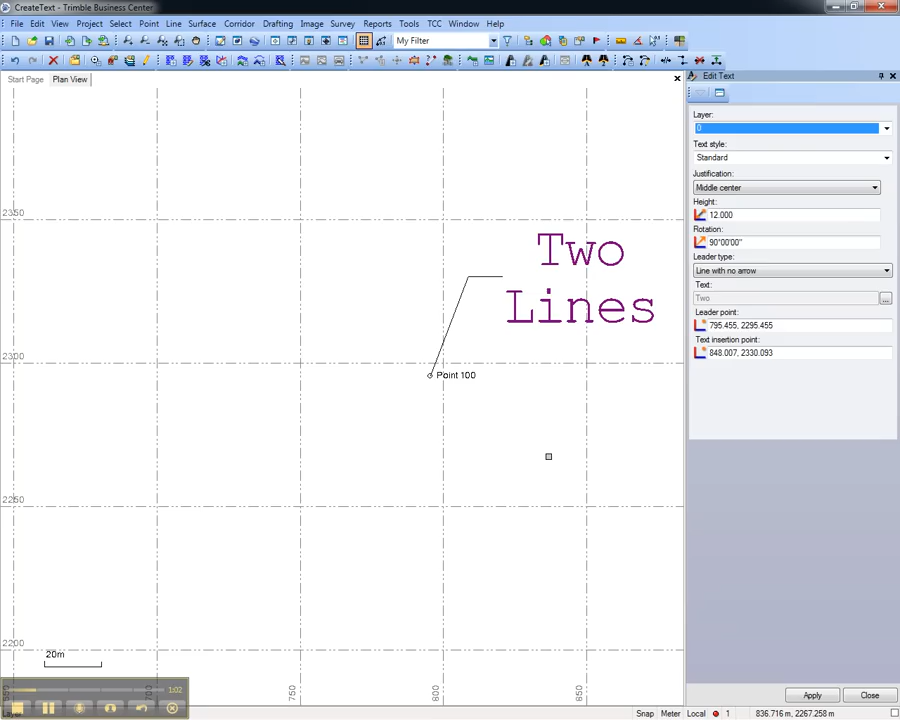 CreateText - Trimble Business Center
File Edit View Project Select Point Line Surface Corridor Drafting Image Survey Reports Tools TCC Window Help
My Filter
Start Page Plan View
Edit Text
Layer:
0
Text style:
Standard
Justification:
Middle center
Height:
12.000
Rotation:
90°00'00"
Leader type:
Line with no arrow
Text:
Two
...
Leader point:
795.455, 2295.455
Text insertion point:
848.007, 2330.093
2350
Two
Lines
2300
Point 100
2250
2200
20m
750
800
850
1:02
Apply Close
Snap Meter Local 1 836.716 m, 2267.258 m